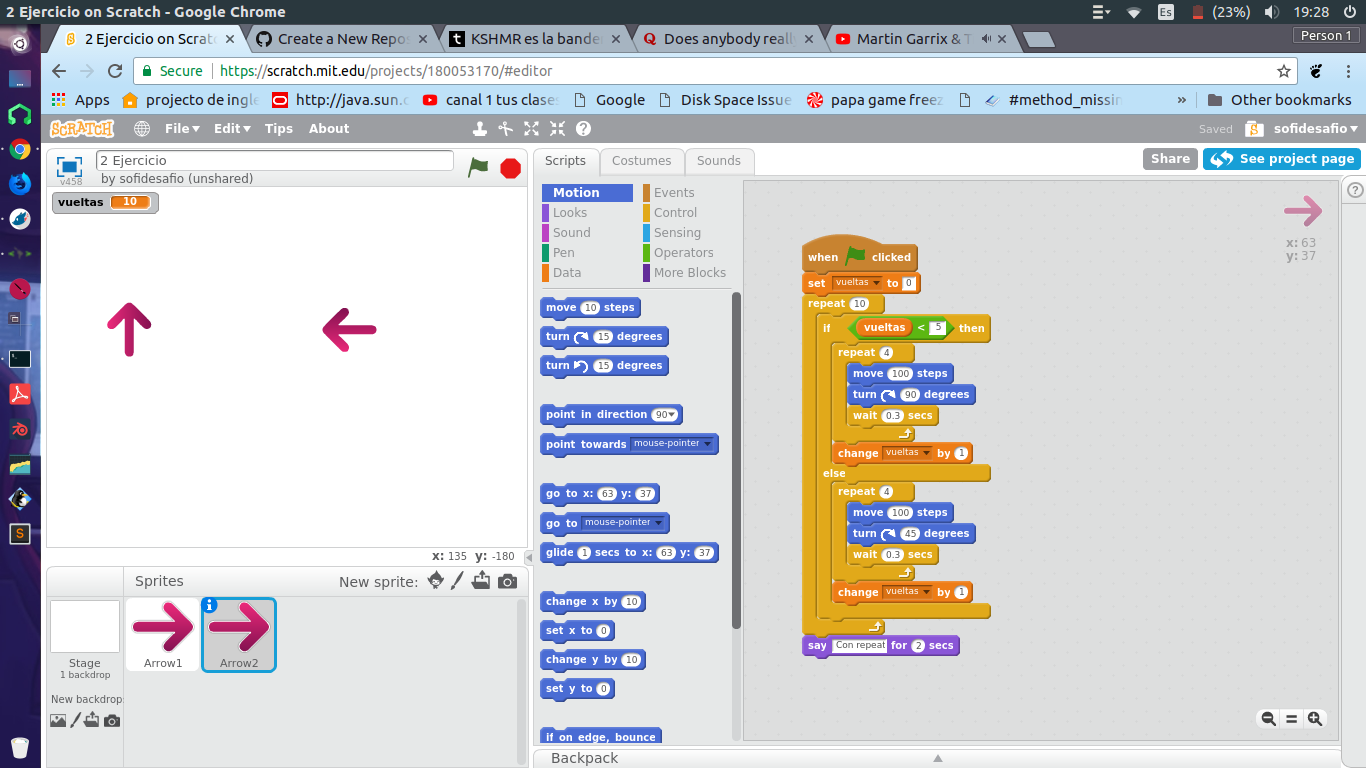 2 Ejercicio on Scratch - Google Chrome
Es (23%) 19:28
2 Ejercicio on Scratc
Create a New Repo
KSHMR es la bande
Does anybody reall
Martin Garrix & T
Person 1
Secure https://scratch.mit.edu/projects/180053170/#editor
Apps projecto de ingle http://java.sun.c canal 1 tus clase Google Disk Space Issue papa game freez #method_missin » Other bookmarks
SCRATCH File Edit Tips About Saved sofidesafio
v458
2 Ejercicio
by sofidesafio (unshared)
Scripts Costumes Sounds
Share See project page
vueltas 10
x: 135 y: -180
Sprites New sprite:
Stage
1 backdrop
New backdrop
Arrow1
Arrow2
Motion Events
Looks Control
Sound Sensing
Pen Operators
Data More Blocks
move 10 steps
turn 15 degrees
turn 15 degrees
point in direction 90
point towards mouse-pointer
go to x: 63 y: 37
go to mouse-pointer
glide 1 secs to x: 63 y: 37
change x by 10
set x to 0
change y by 10
set y to 0
if on edge, bounce
x: 63
y: 37
when clicked
set vueltas to 0
repeat 10
if vueltas < 5 then
repeat 4
move 100 steps
turn 90 degrees
wait 0.3 secs
change vueltas by 1
else
repeat 4
move 100 steps
turn 45 degrees
wait 0.3 secs
change vueltas by 1
say Con repeat for 2 secs
Backpack